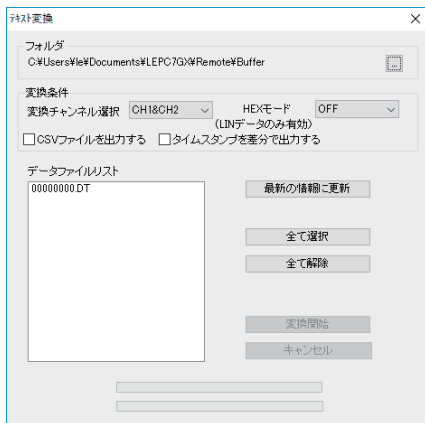 テキスト変換
フォルダ
C:¥Users¥le¥Documents¥LEPC7GX¥Remote¥Buffer
...
変換条件
変換チャンネル選択 CH1&CH2 HEXモード OFF
(LINデータのみ有効)
CSVファイルを出力する タイムスタンプを差分で出力する
データファイルリスト
00000000.DT
最新の情報に更新
全て選択
全て解除
変換開始
キャンセル